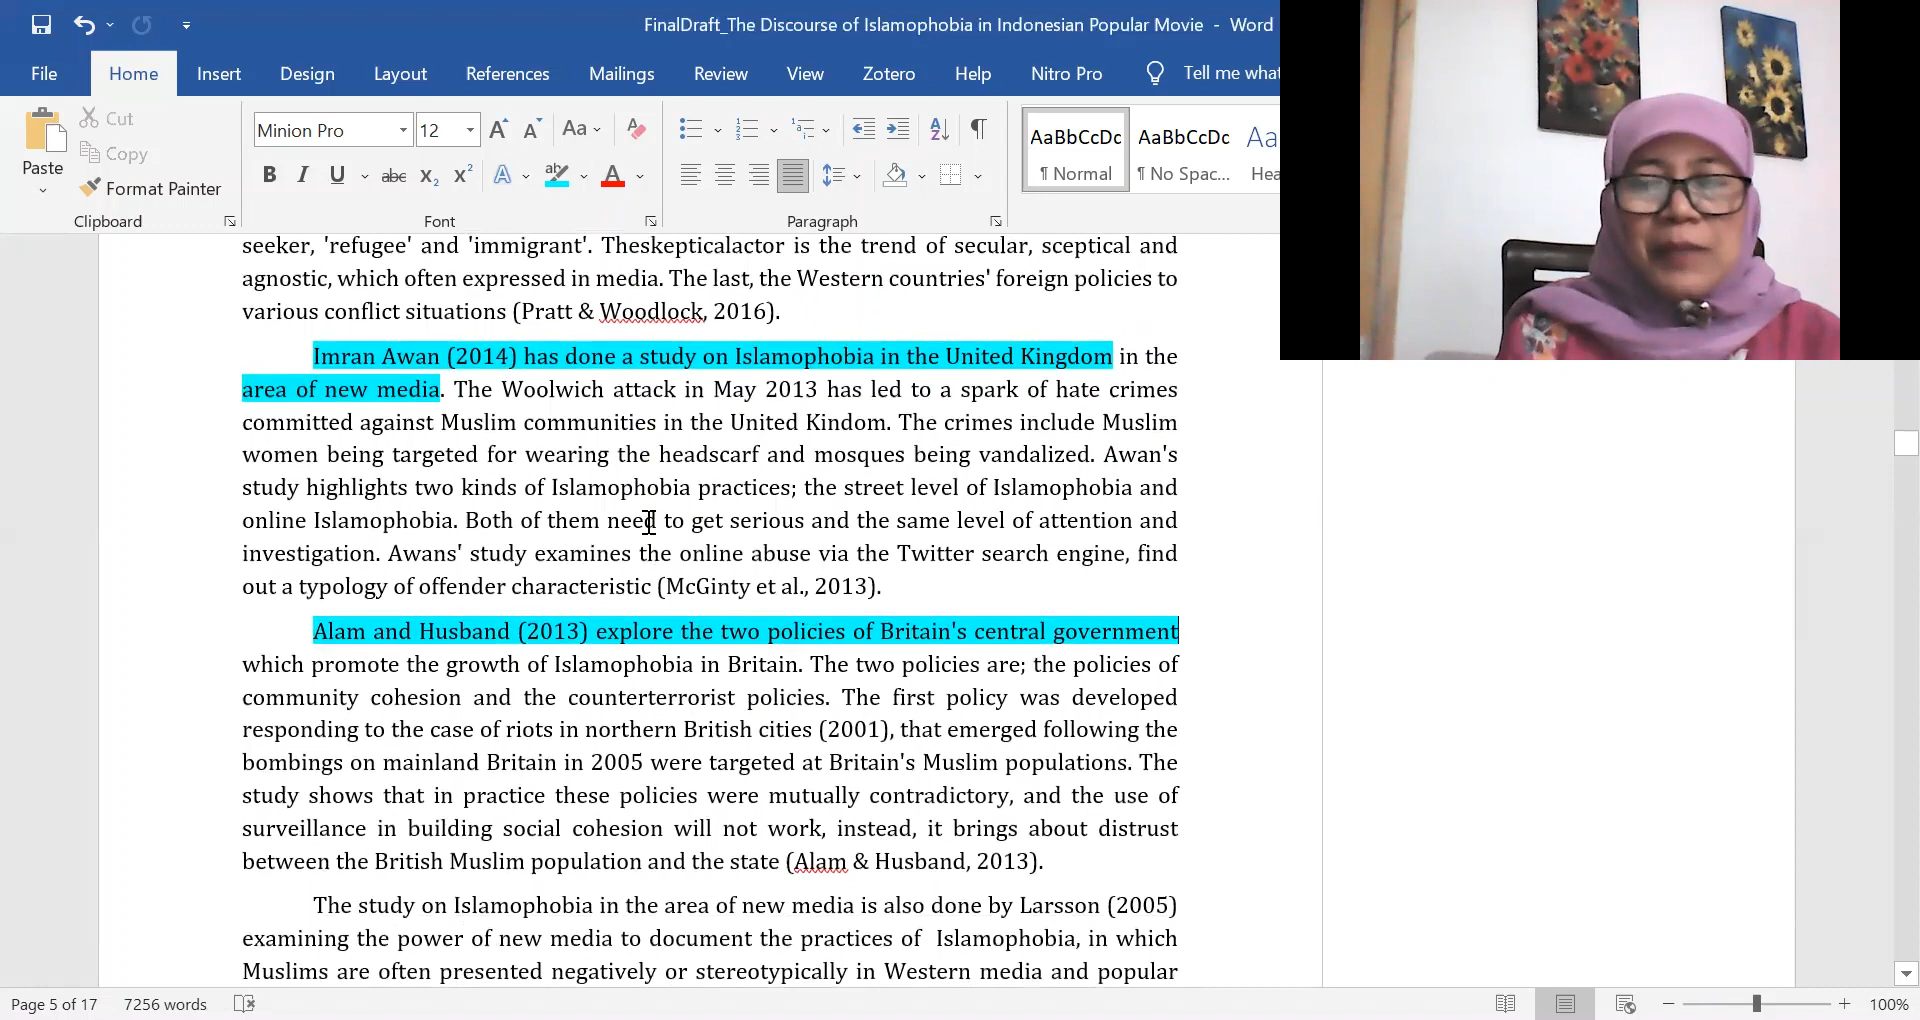 FinalDraft_The Discourse of Islamophobia in Indonesian Popular Movie - Word
File Home Insert Design Layout References Mailings Review View Zotero Help Nitro Pro Tell me what
Paste
Cut
Copy
Format Painter
Clipboard
Minion Pro 12
Font
Paragraph
AaBbCcDc AaBbCcDc Aa
¶ Normal ¶ No Spac... Hea
seeker, 'refugee' and 'immigrant'. Theskepticalactor is the trend of secular, sceptical and
agnostic, which often expressed in media. The last, the Western countries' foreign policies to
various conflict situations (Pratt & Woodlock, 2016).
Imran Awan (2014) has done a study on Islamophobia in the United Kingdom in the
area of new media. The Woolwich attack in May 2013 has led to a spark of hate crimes
committed against Muslim communities in the United Kindom. The crimes include Muslim
women being targeted for wearing the headscarf and mosques being vandalized. Awan's
study highlights two kinds of Islamophobia practices; the street level of Islamophobia and
online Islamophobia. Both of them need to get serious and the same level of attention and
investigation. Awans' study examines the online abuse via the Twitter search engine, find
out a typology of offender characteristic (McGinty et al., 2013).
Alam and Husband (2013) explore the two policies of Britain's central government
which promote the growth of Islamophobia in Britain. The two policies are; the policies of
community cohesion and the counterterrorist policies. The first policy was developed
responding to the case of riots in northern British cities (2001), that emerged following the
bombings on mainland Britain in 2005 were targeted at Britain's Muslim populations. The
study shows that in practice these policies were mutually contradictory, and the use of
surveillance in building social cohesion will not work, instead, it brings about distrust
between the British Muslim population and the state (Alam & Husband, 2013).
The study on Islamophobia in the area of new media is also done by Larsson (2005)
examining the power of new media to document the practices of Islamophobia, in which
Muslims are often presented negatively or stereotypically in Western media and popular
Page 5 of 17 7256 words 100%